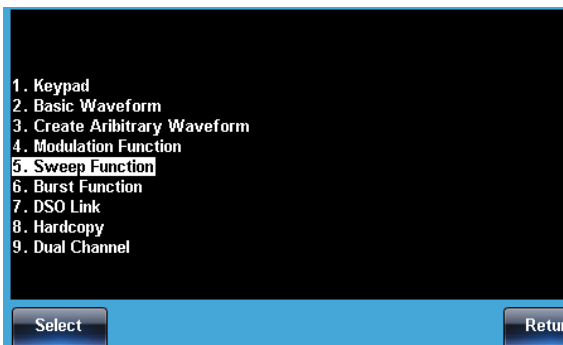 1. Keypad
2. Basic Waveform
3. Create Aribitrary Waveform
4. Modulation Function
5. Sweep Function
6. Burst Function
7. DSO Link
8. Hardcopy
9. Dual Channel
Select
Retur